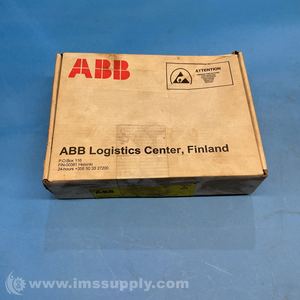 ABB
ATTENTION
ABB Logistics Center, Finland
P.O.Box 116
FIN-00381 Helsinki
24-hours +358 50 33 27200
ABB
© www.imssupply.com